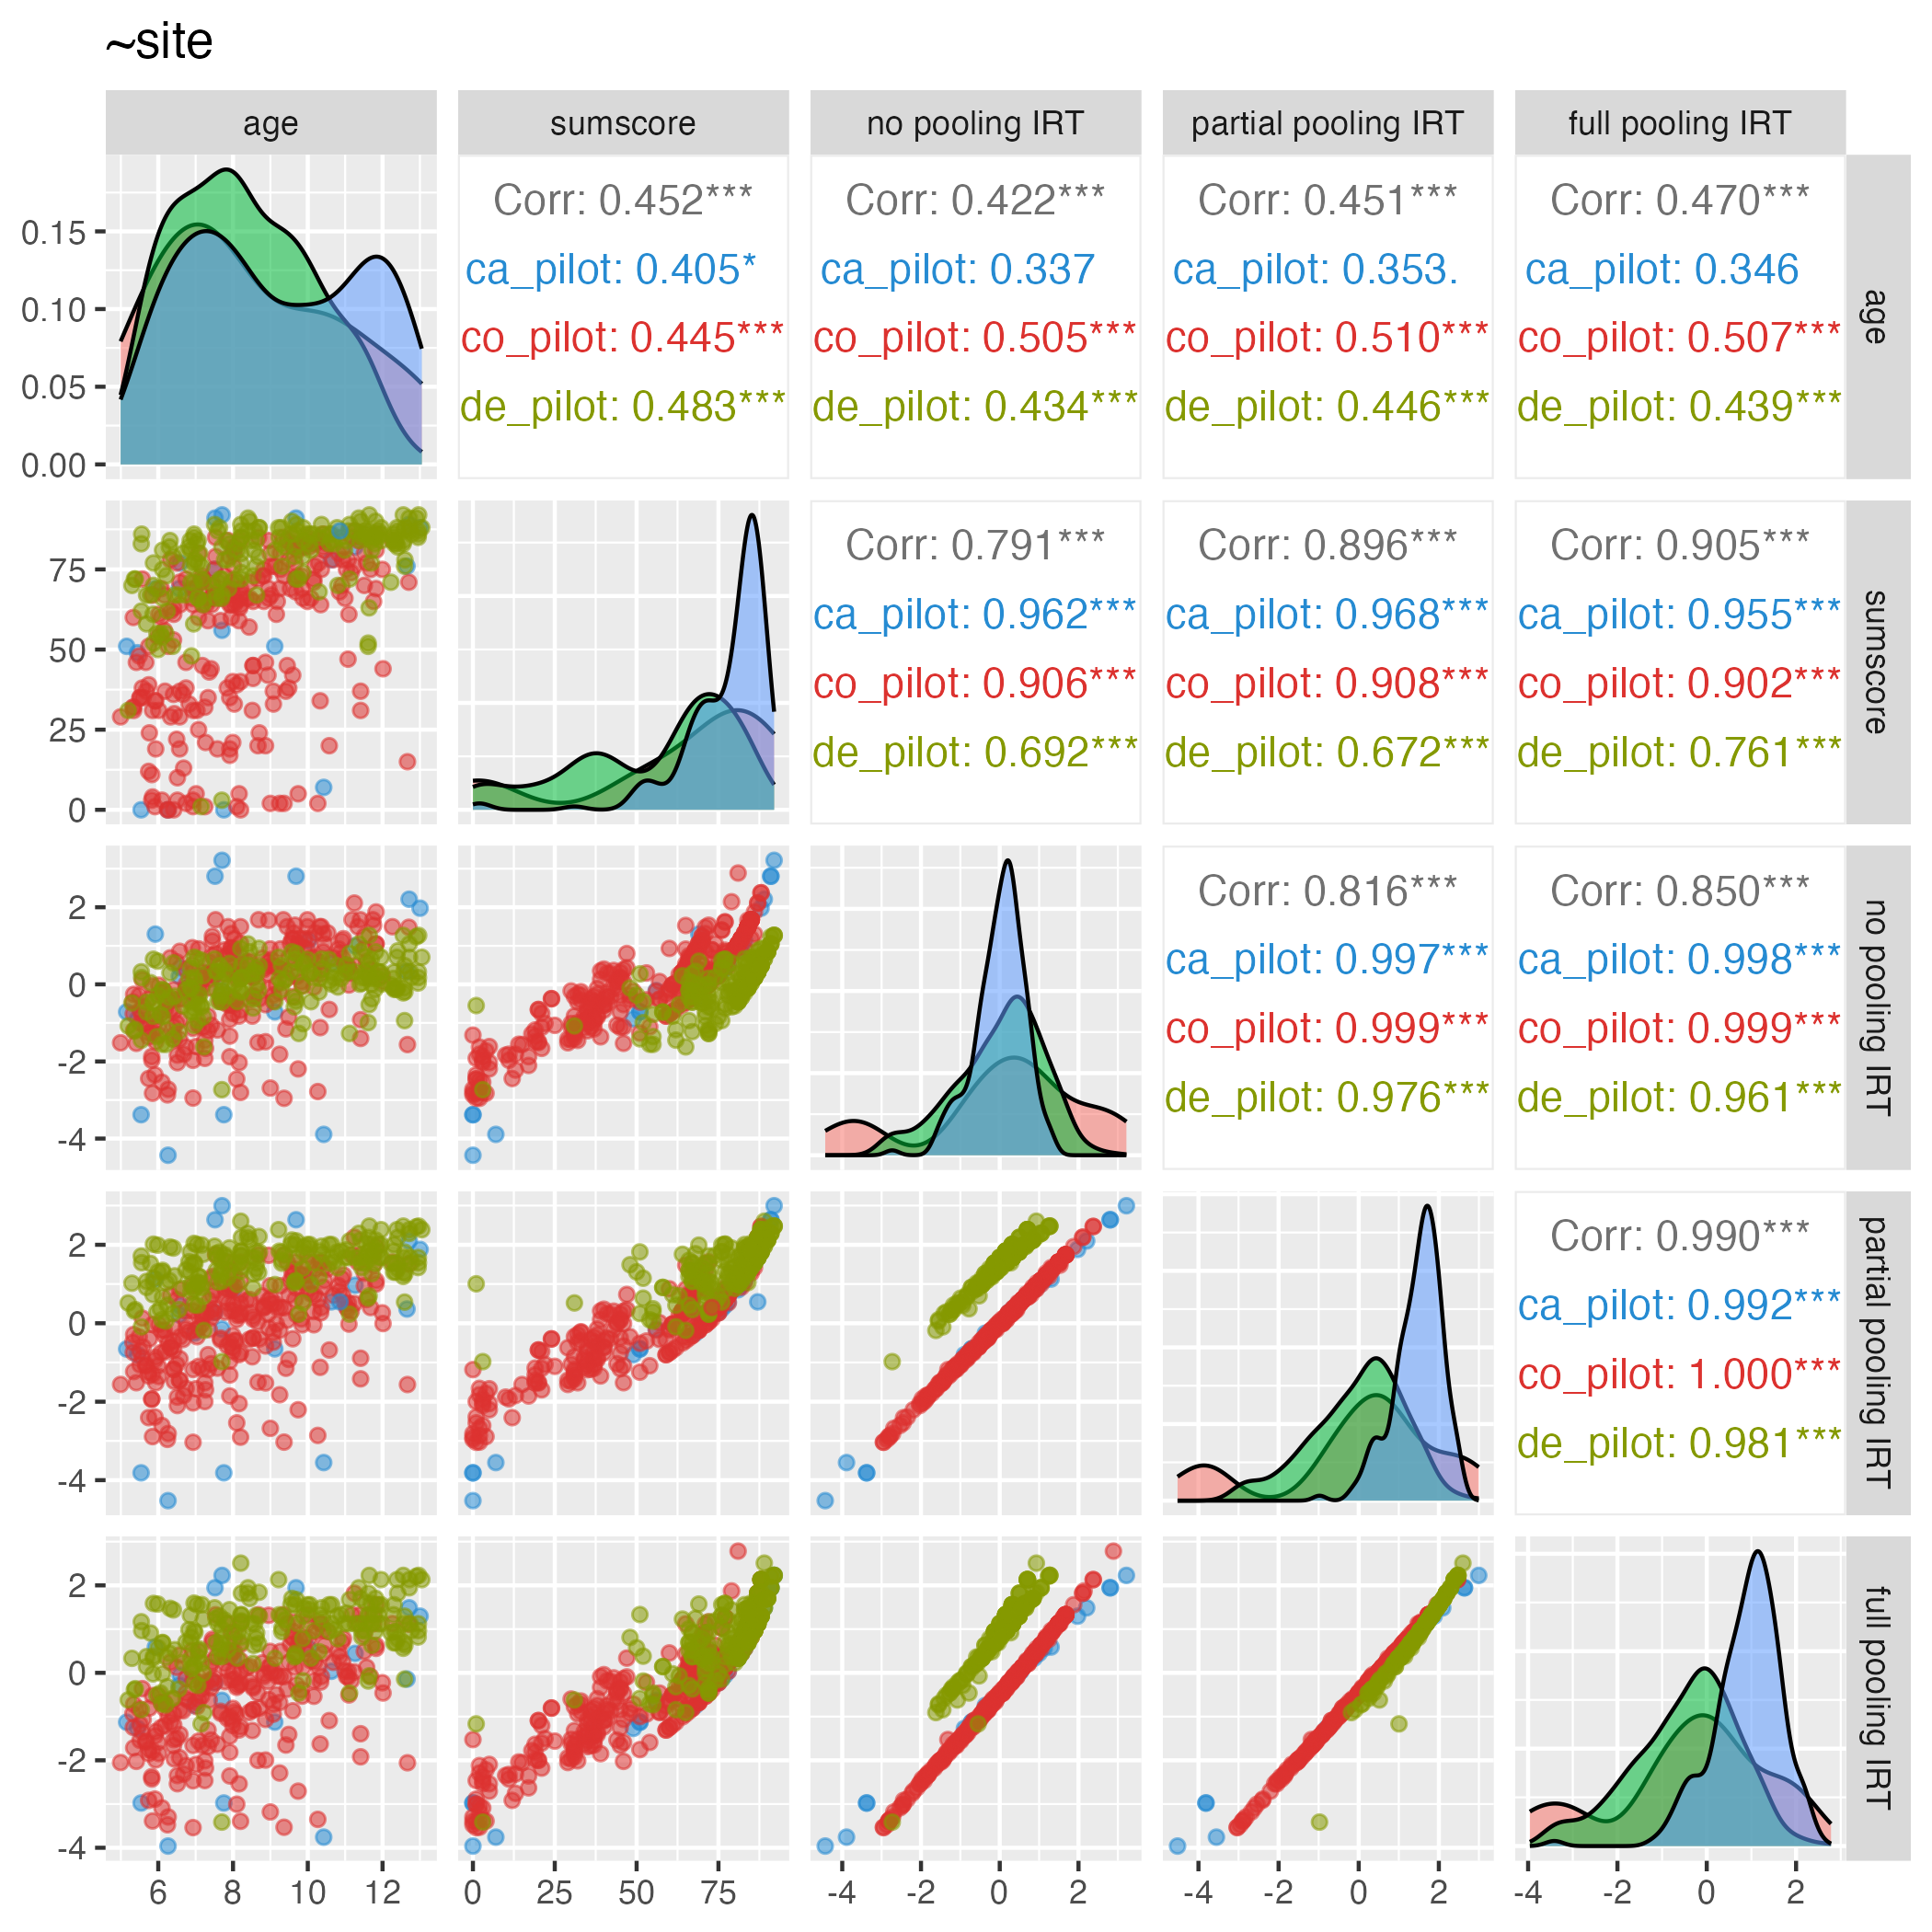 ~site
age
sumscore
no pooling IRT
partial pooling IRT
full pooling IRT
0.15
0.10
0.05
0.00
Corr: 0.452***
ca_pilot: 0.405*
co_pilot: 0.445***
de_pilot: 0.483***
Corr: 0.422***
ca_pilot: 0.337
co_pilot: 0.505***
de_pilot: 0.434***
Corr: 0.451***
ca_pilot: 0.353.
co_pilot: 0.510***
de_pilot: 0.446***
Corr: 0.470***
ca_pilot: 0.346
co_pilot: 0.507***
de_pilot: 0.439***
age
75
50
25
0
Corr: 0.791***
ca_pilot: 0.962***
co_pilot: 0.906***
de_pilot: 0.692***
Corr: 0.896***
ca_pilot: 0.968***
co_pilot: 0.908***
de_pilot: 0.672***
Corr: 0.905***
ca_pilot: 0.955***
co_pilot: 0.902***
de_pilot: 0.761***
sumscore
2
0
-2
-4
Corr: 0.816***
ca_pilot: 0.997***
co_pilot: 0.999***
de_pilot: 0.976***
Corr: 0.850***
ca_pilot: 0.998***
co_pilot: 0.999***
de_pilot: 0.961***
no pooling IRT
2
0
-2
-4
Corr: 0.990***
ca_pilot: 0.992***
co_pilot: 1.000***
de_pilot: 0.981***
partial pooling IRT
2
0
-2
-4
full pooling IRT
6 8 10 12
0 25 50 75
-4 -2 0 2
-4 -2 0 2
-4 -2 0 2